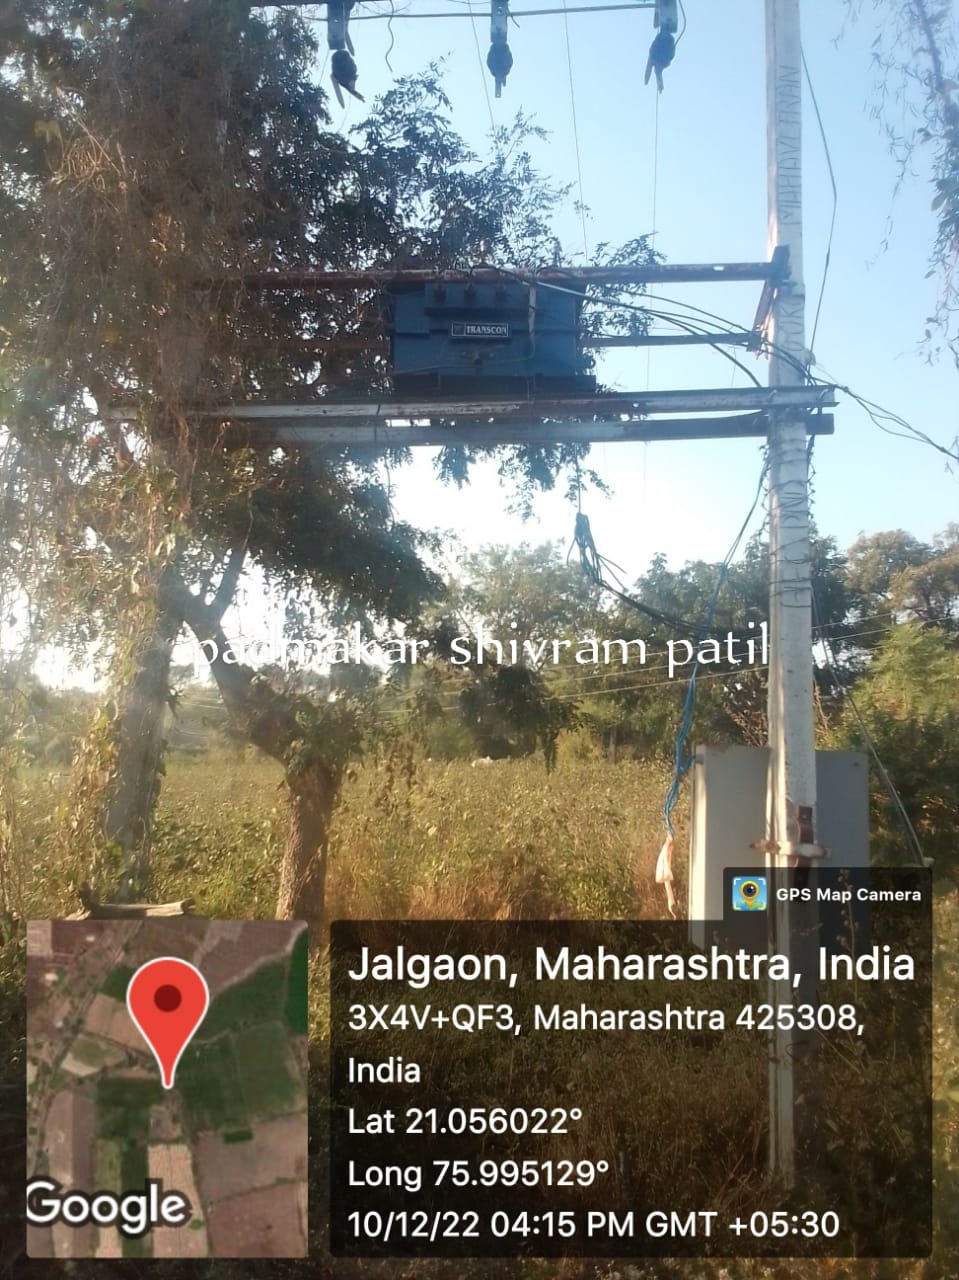 TRANSCON
padmakar shivram patil
GPS Map Camera
Jalgaon, Maharashtra, India
3X4V+QF3, Maharashtra 425308,
India
Lat 21.056022°
Long 75.995129°
10/12/22 04:15 PM GMT +05:30
Google